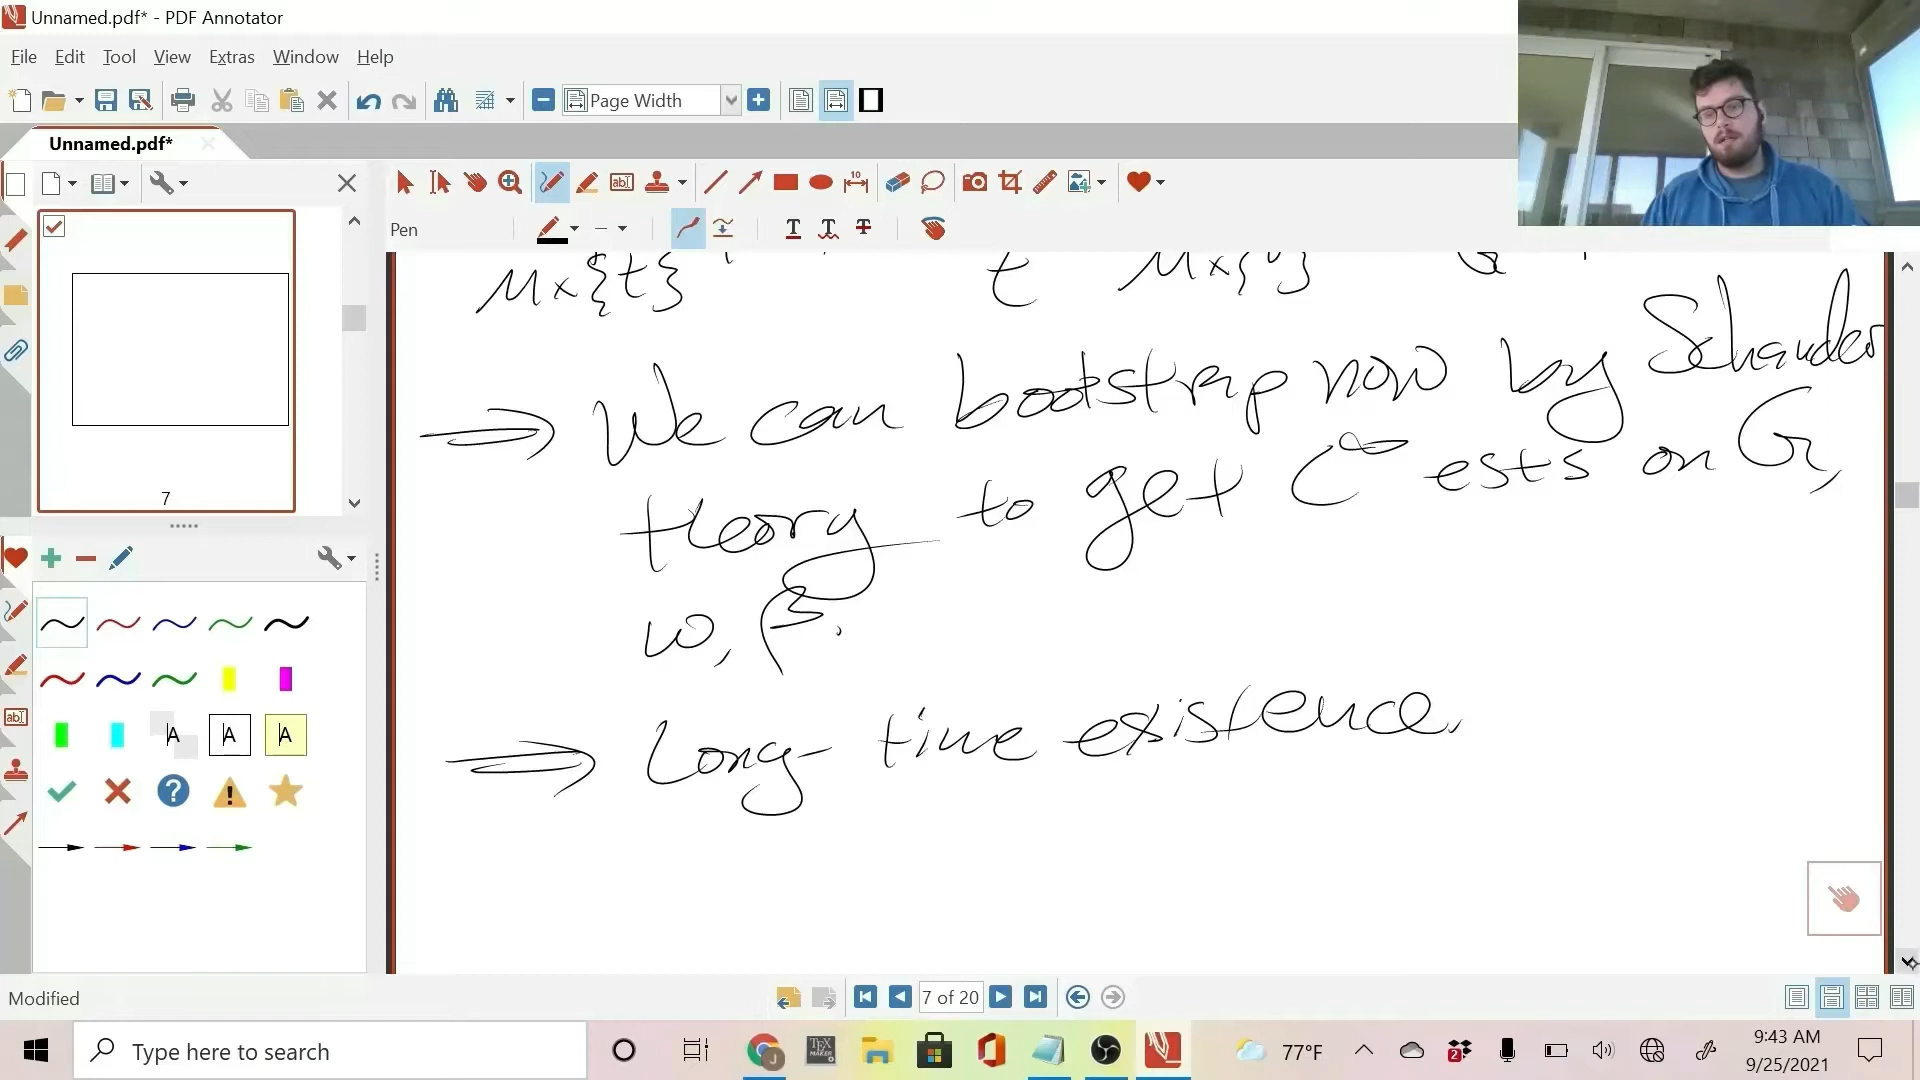 Unnamed.pdf* - PDF Annotator
File Edit Tool View Extras Window Help
Page Width
Unnamed.pdf*
Pen
10
M×{t}
t
⇒ We can bootstrap now by Schauder
theory to get C^∞ ests on G,
ω, β.
⇒ Long-time existence.
7
A A A
Modified
7 of 20
Type here to search
77°F
2
9:43 AM
9/25/2021